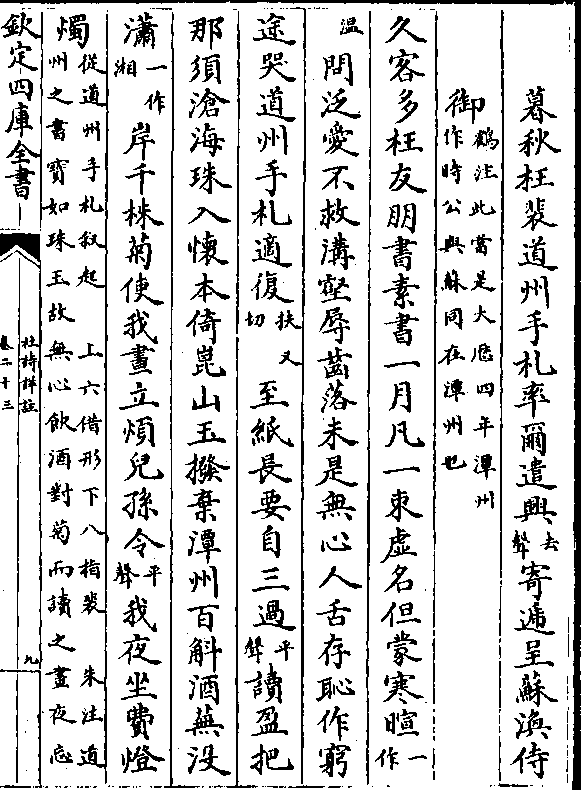 暮秋枉裴道州手札率爾遣興去聲寄遞呈蘇渙侍
御鶴注此當是大厯四年潭州
作時公與蘇同在潭州也
久客多枉友朋書素書一月凡一束虛名但蒙寒暄一作
温問泛愛不救溝壑辱齒落未是無心人舌存恥作窮
途哭道州手札適復扶又切至紙長要自三過平聲讀盈把
那須滄海珠入懷本倚崑山玉撥棄潭州百斛酒蕪没
瀟一作湘岸千株菊使我晝立煩兒孫令平聲我夜坐費燈
燭從道州手札叙起 上六借形下八指裴 朱注道
州之書寶如珠玉故無心飲酒對菊而讀之晝夜忘
欽定四庫全書
杜詩詳註
卷二十三
九